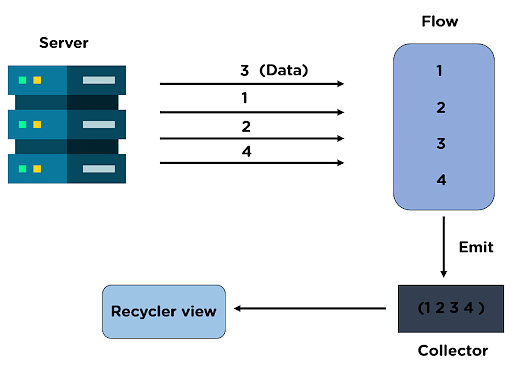 Server
Flow
3 (Data)
1
2
4
1
2
3
4
Emit
Recycler view
(1 2 3 4 )
Collector